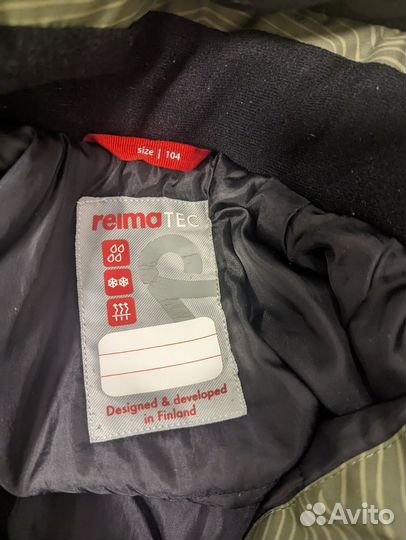 size | 104
reimaTEC
Designed & developed
in Finland
Avito